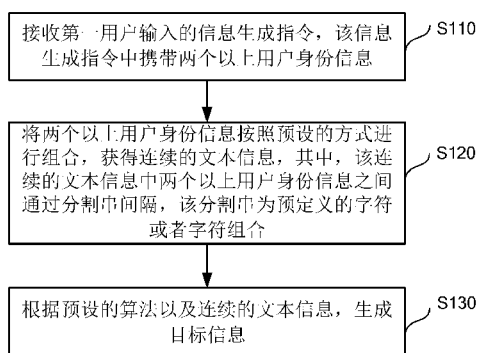 接收第一用户输入的信息生成指令，该信息
生成指令中携带两个以上用户身份信息
S110
将两个以上用户身份信息按照预设的方式进
行组合，获得连续的文本信息，其中，该连
续的文本信息中两个以上用户身份信息之间
通过分割巾间隔，该分割巾为预定义的字符
或者字符组合
S120
根据预设的算法以及连续的文本信息，生成
目标信息
S130